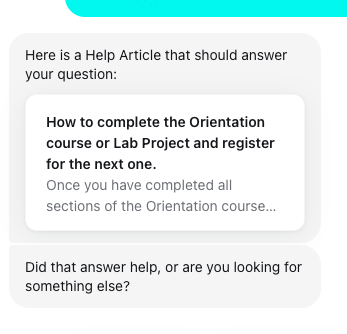 Here is a Help Article that should answer
your question:
How to complete the Orientation
course or Lab Project and register
for the next one.
Once you have completed all
sections of the Orientation course...
Did that answer help, or are you looking for
something else?